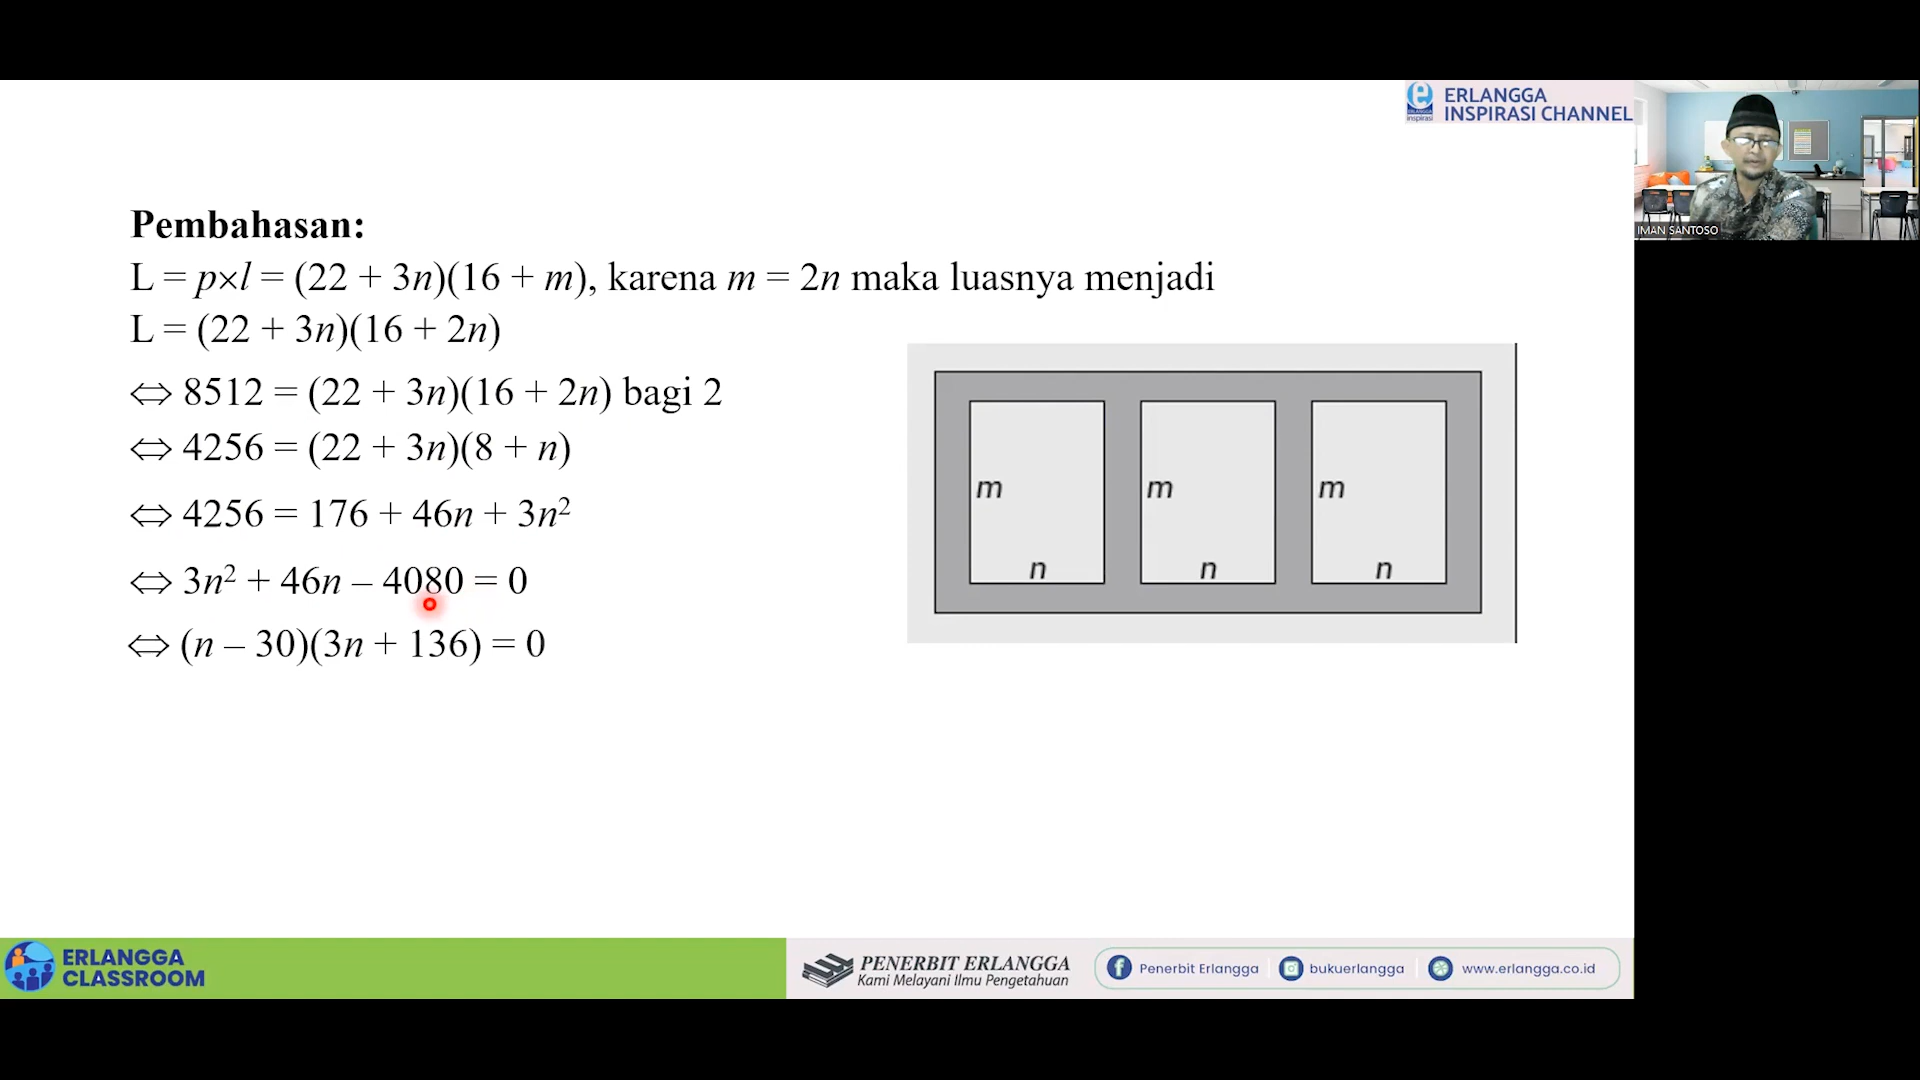 ERLANGGA
INSPIRASI CHANNEL
inspirasi
IMAN SANTOSO
Pembahasan:
L = p×l = (22 + 3n)(16 + m), karena m = 2n maka luasnya menjadi
L = (22 + 3n)(16 + 2n)
⇔ 8512 = (22 + 3n)(16 + 2n) bagi 2
⇔ 4256 = (22 + 3n)(8 + n)
⇔ 4256 = 176 + 46n + 3n²
⇔ 3n² + 46n – 4080 = 0
⇔ (n – 30)(3n + 136) = 0
m m m
n n n
ERLANGGA
CLASSROOM
PENERBIT ERLANGGA
Kami Melayani Ilmu Pengetahuan
Penerbit Erlangga
bukuerlangga
www.erlangga.co.id